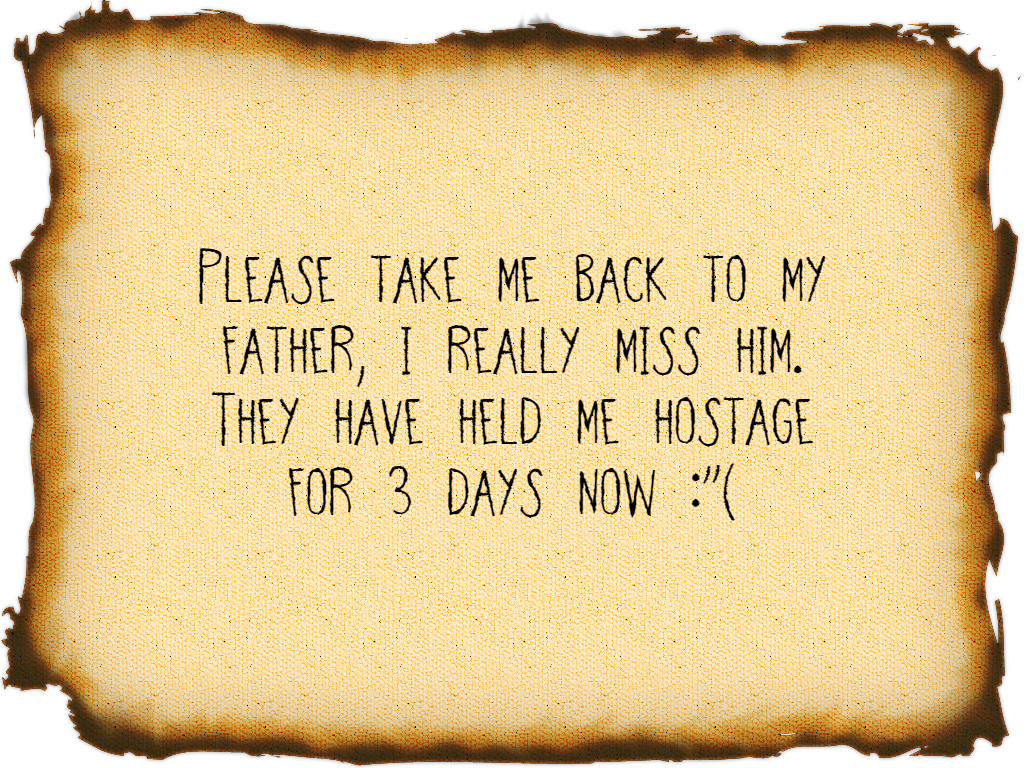 Please take me back to my
father, I really miss him.
They have held me hostage
for 3 days now :"(